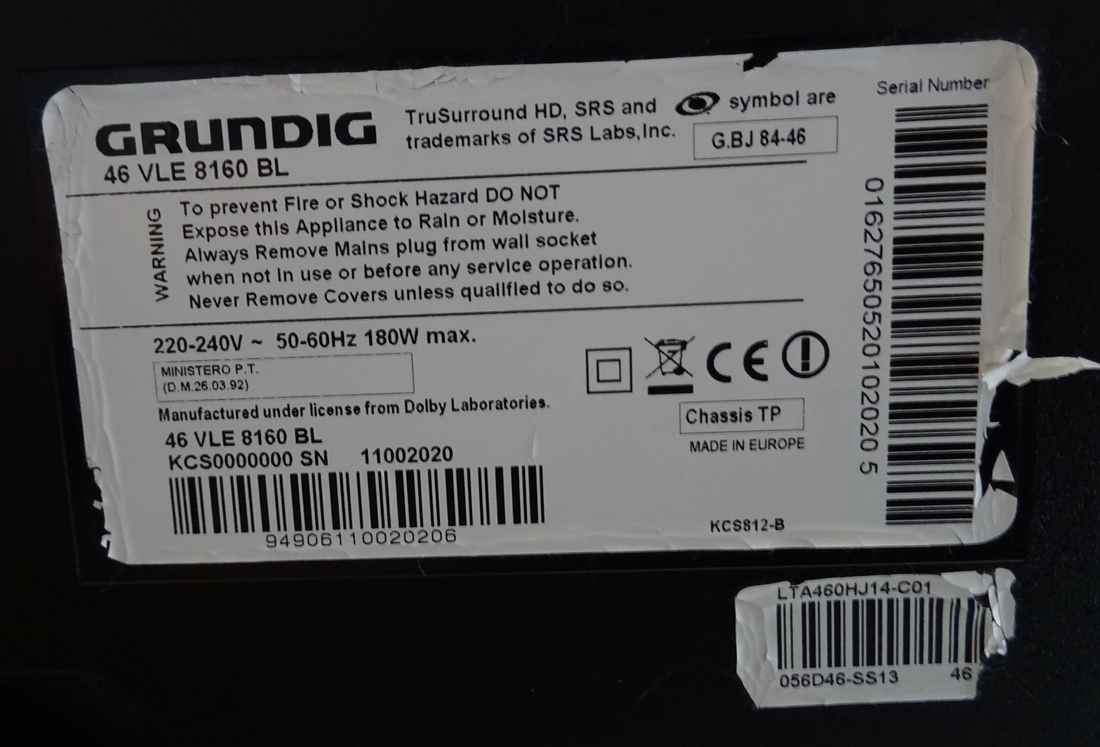 GRUNDIG
46 VLE 8160 BL
TruSurround HD, SRS and symbol are
trademarks of SRS Labs,Inc.
G.BJ 84-46
Serial Number
WARNING
To prevent Fire or Shock Hazard DO NOT
Expose this Appliance to Rain or Moisture.
Always Remove Mains plug from wall socket
when not in use or before any service operation.
Never Remove Covers unless qualified to do so.
220-240V ~ 50-60Hz 180W max.
MINISTERO P.T.
(D.M.26.03.92)
Manufactured under license from Dolby Laboratories.
46 VLE 8160 BL
KCS0000000 SN 11002020
94906110020206
CE
Chassis TP
MADE IN EUROPE
KCS812-B
01627650520102020 5
LTA460HJ14-C01
056D46-SS13 46